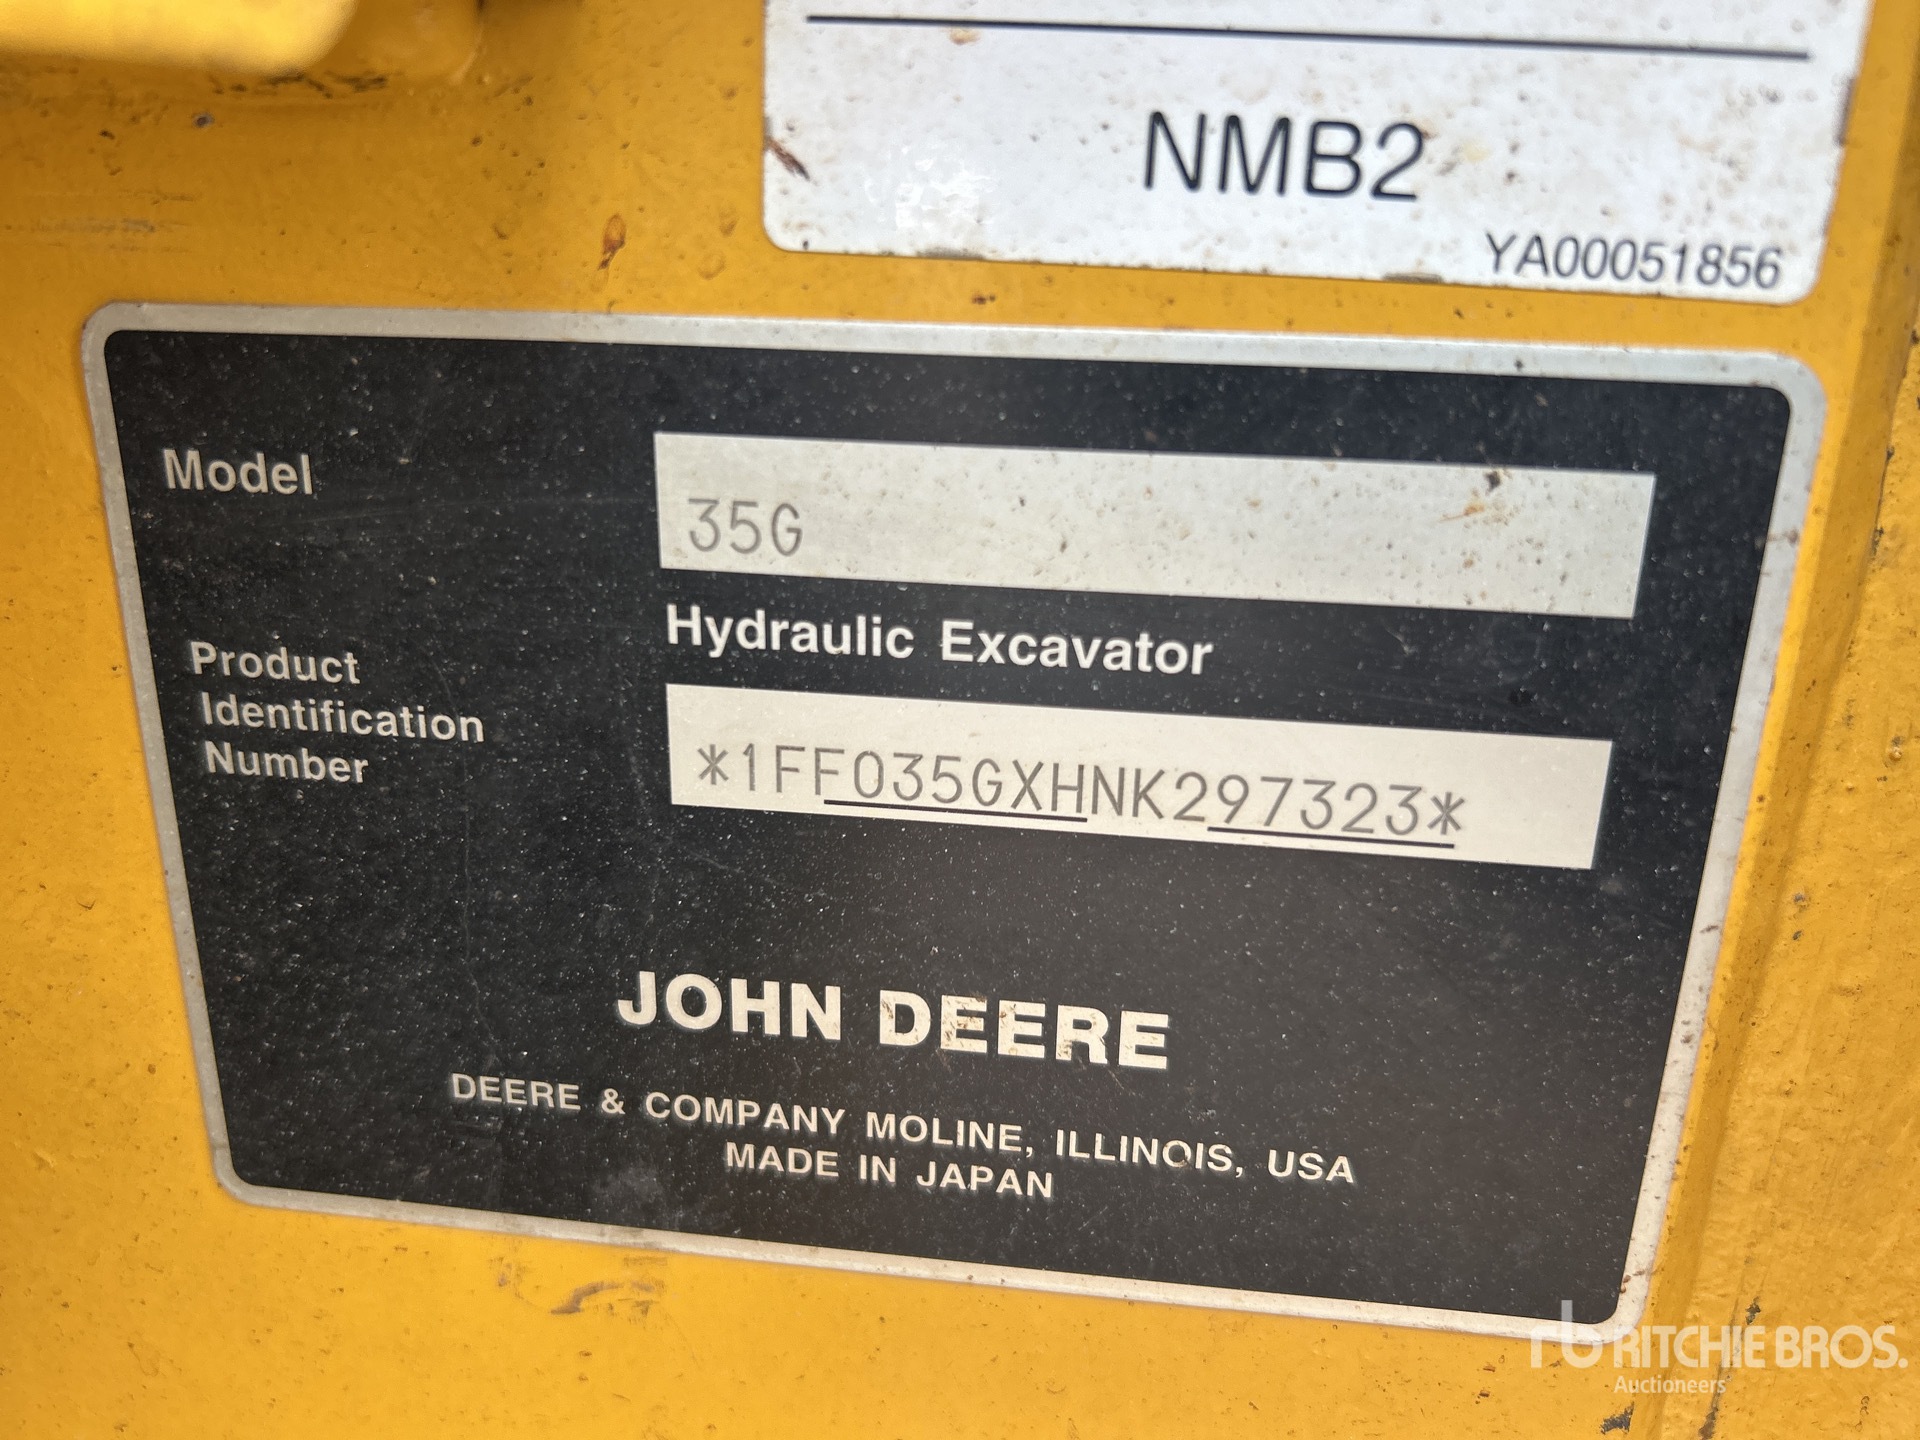 NMB2
YA00051856
Model
35G
Hydraulic Excavator
Product
Identification
Number
*1FF035GXHNK297323*
JOHN DEERE
DEERE & COMPANY MOLINE, ILLINOIS, USA
MADE IN JAPAN
rb RITCHIE BROS.
Auctioneers